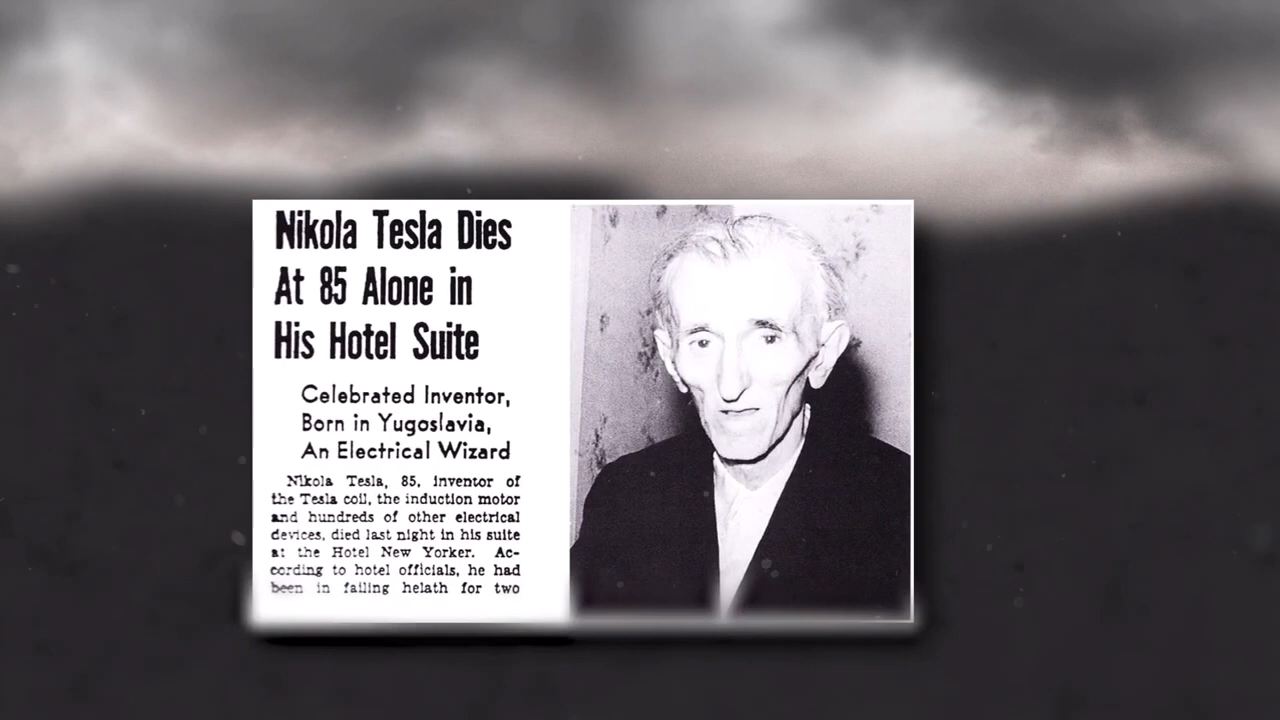 Nikola Tesla Dies
At 85 Alone in
His Hotel Suite
Celebrated Inventor,
Born in Yugoslavia,
An Electrical Wizard
Nikola Tesla, 85, inventor of
the Tesla coil, the induction motor
and hundreds of other electrical
devices, died last night in his suite
at the Hotel New Yorker. Ac-
cording to hotel officials, he had
been in failing helath for two